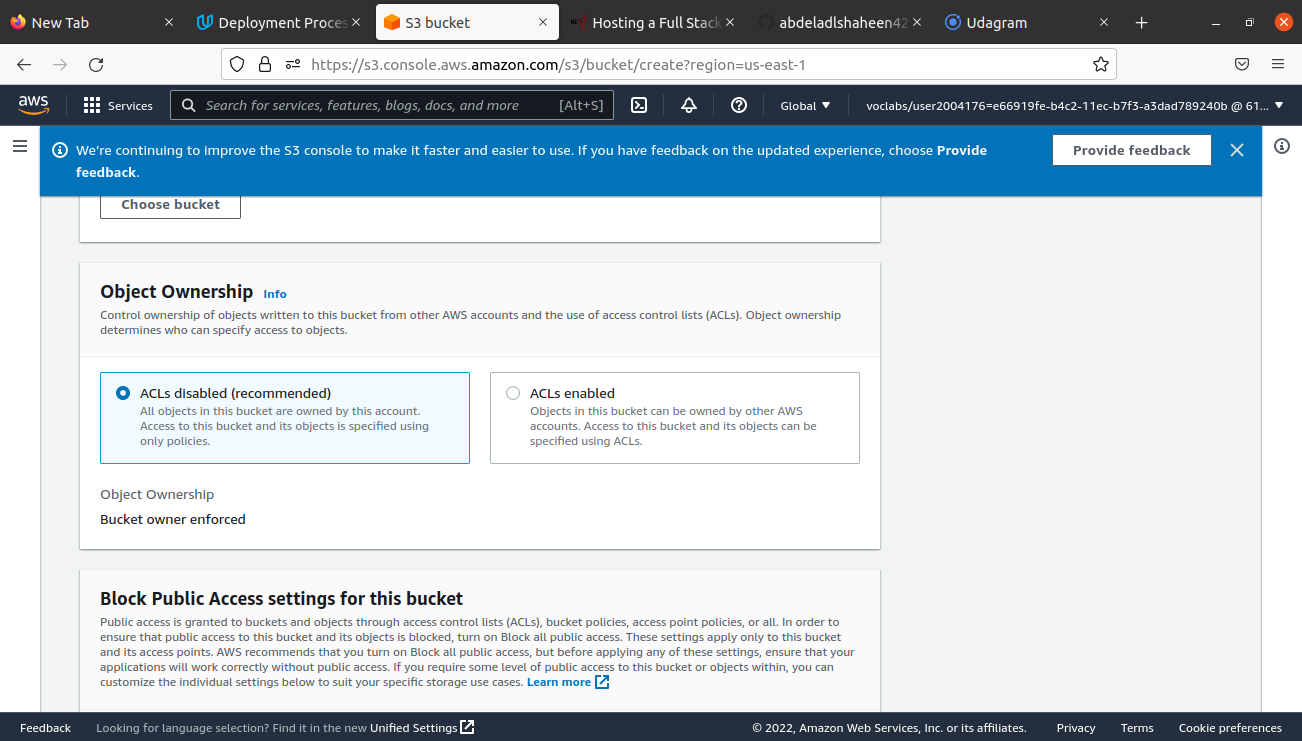 New Tab
Deployment Proces
S3 bucket
Hosting a Full Stack
abdeladlshaheen42
Udagram
https://s3.console.aws.amazon.com/s3/bucket/create?region=us-east-1
aws
Services
Search for services, features, blogs, docs, and more
[Alt+S]
Global
voclabs/user2004176=e66919fe-b4c2-11ec-b7f3-a3dad789240b @ 61...
We're continuing to improve the S3 console to make it faster and easier to use. If you have feedback on the updated experience, choose Provide
feedback.
Provide feedback
Choose bucket
Object Ownership Info
Control ownership of objects written to this bucket from other AWS accounts and the use of access control lists (ACLs). Object ownership
determines who can specify access to objects.
ACLs disabled (recommended)
All objects in this bucket are owned by this account.
Access to this bucket and its objects is specified using
only policies.
ACLs enabled
Objects in this bucket can be owned by other AWS
accounts. Access to this bucket and its objects can be
specified using ACLs.
Object Ownership
Bucket owner enforced
Block Public Access settings for this bucket
Public access is granted to buckets and objects through access control lists (ACLs), bucket policies, access point policies, or all. In order to
ensure that public access to this bucket and its objects is blocked, turn on Block all public access. These settings apply only to this bucket
and its access points. AWS recommends that you turn on Block all public access, but before applying any of these settings, ensure that your
applications will work correctly without public access. If you require some level of public access to this bucket or objects within, you can
customize the individual settings below to suit your specific storage use cases. Learn more
Feedback
Looking for language selection? Find it in the new Unified Settings
© 2022, Amazon Web Services, Inc. or its affiliates.
Privacy
Terms
Cookie preferences